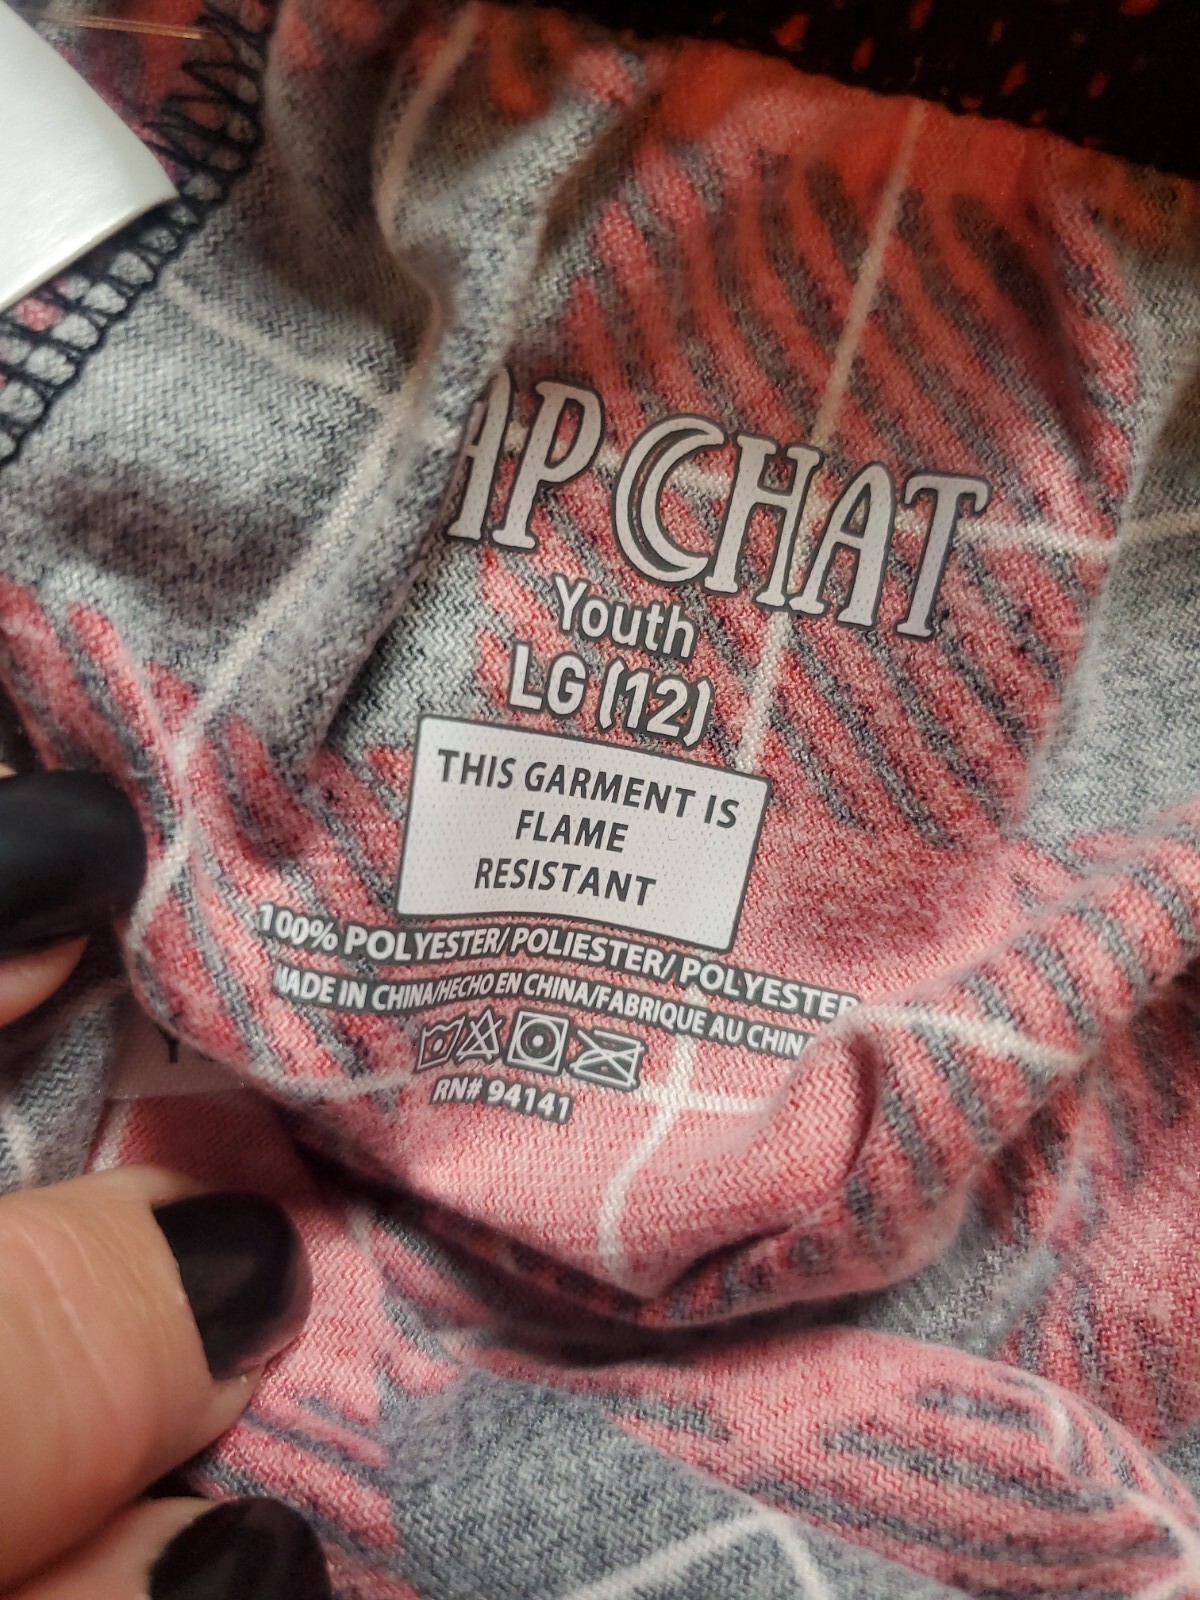 AP CHAT
Youth
LG (12)
THIS GARMENT IS
FLAME
RESISTANT
100% POLYESTER/POLIESTER/POLYESTER
MADE IN CHINA/HECHO EN CHINA/FABRIQUE AU CHIN
RN# 94141